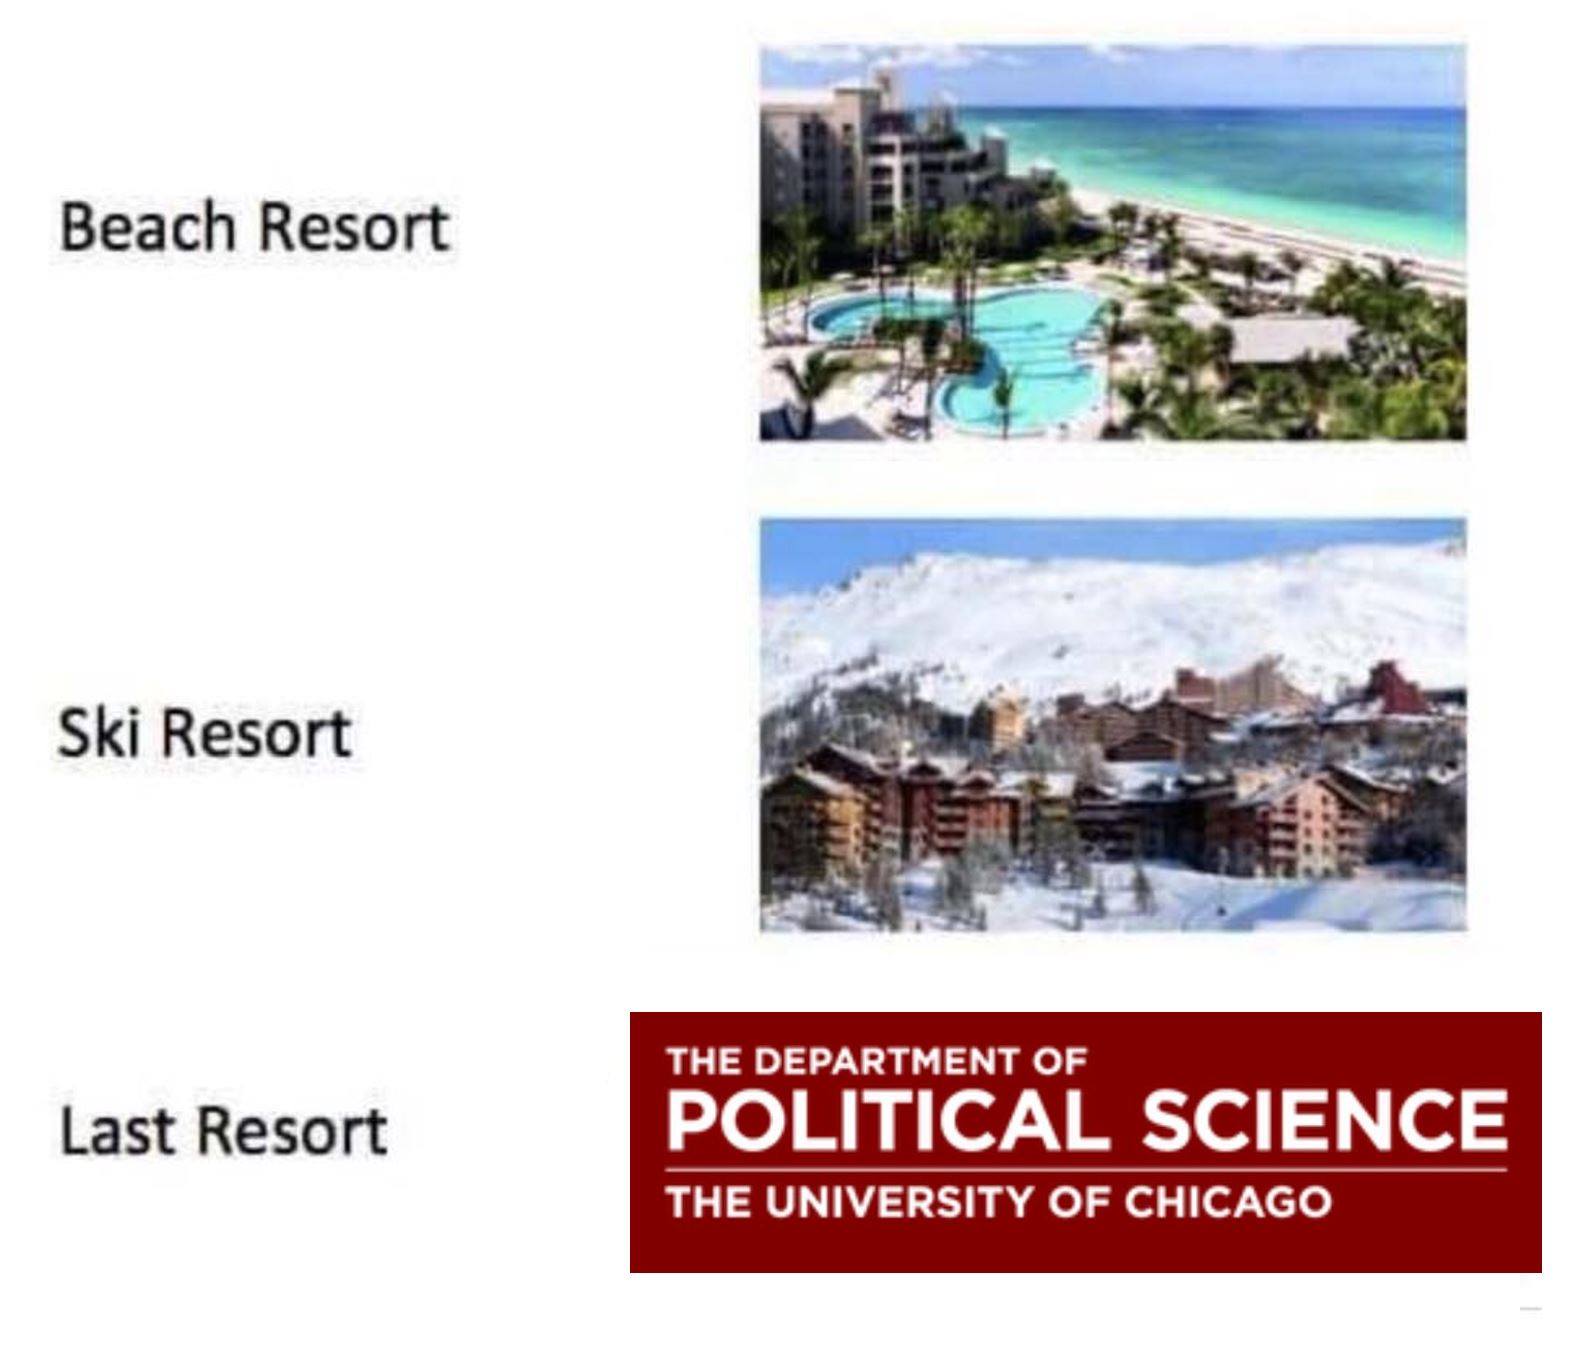 Beach Resort
Ski Resort
Last Resort
THE DEPARTMENT OF
POLITICAL SCIENCE
THE UNIVERSITY OF CHICAGO